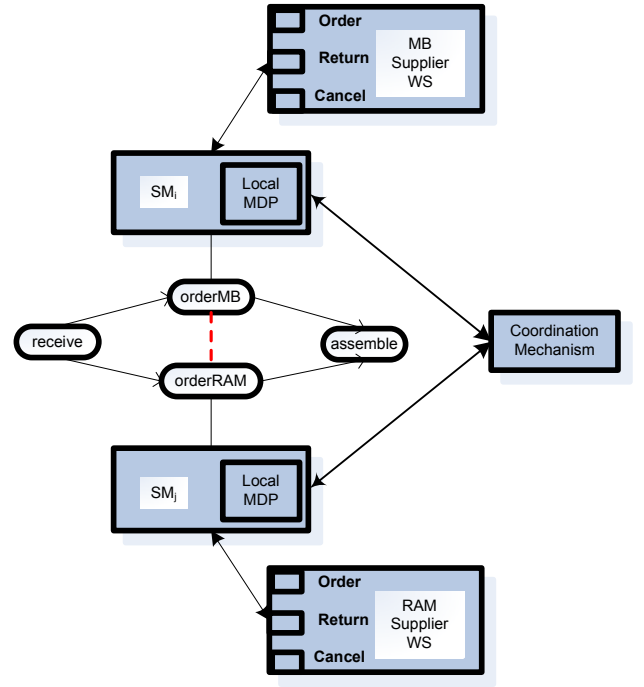 Order
Return
Cancel
MB
Supplier
WS
SMi
Local
MDP
orderMB
receive
assemble
orderRAM
Coordination
Mechanism
SMj
Local
MDP
Order
Return
Cancel
RAM
Supplier
WS